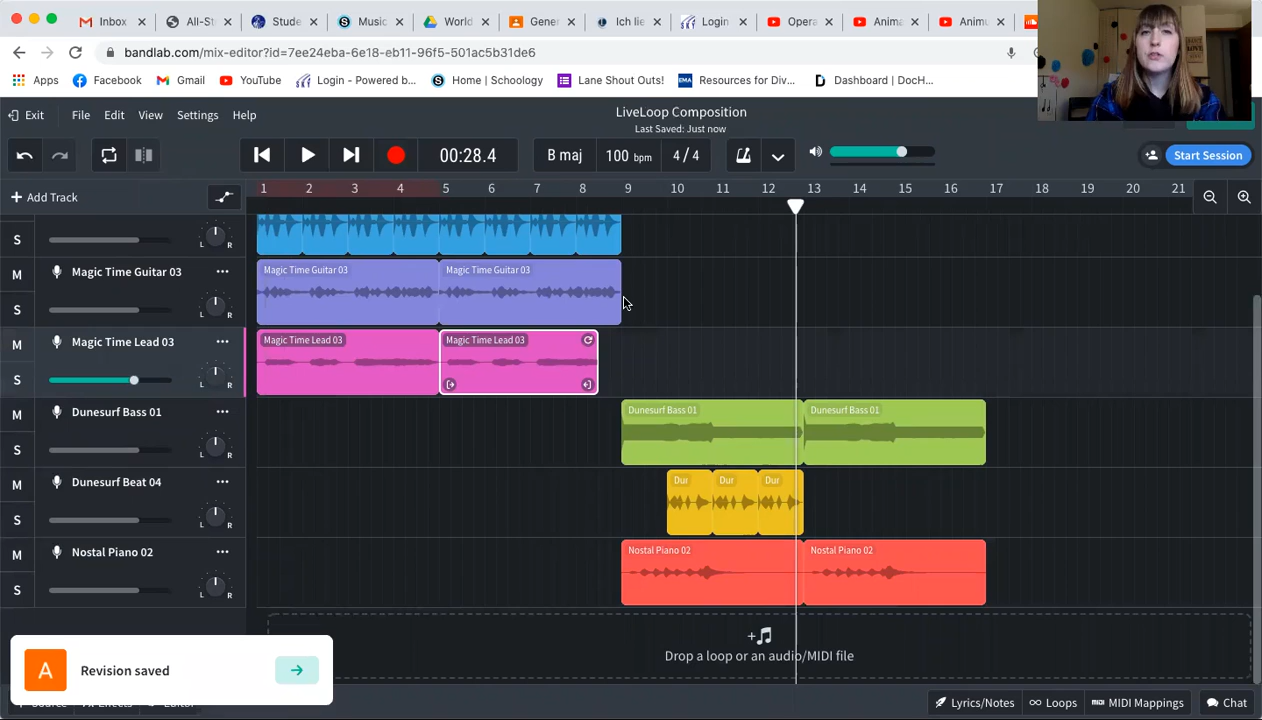 Inbox All-St Stude Music World Gener Ich lie Login Opera Anima Animu
bandlab.com/mix-editor?id=7ee24eba-6e18-eb11-96f5-501ac5b31de6
Apps Facebook Gmail YouTube Login - Powered b... Home | Schoology Lane Shout Outs! Resources for Div... Dashboard | DocH...
Exit File Edit View Settings Help
LiveLoop Composition
Last Saved: Just now
00:28.4 B maj 100 bpm 4 / 4 Start Session
+ Add Track
1 2 3 4 5 6 7 8 9 10 11 12 13 14 15 16 17 18 19 20 21
S L R
M Magic Time Guitar 03 ...
S L R
Magic Time Guitar 03 Magic Time Guitar 03
M Magic Time Lead 03 ...
S L R
Magic Time Lead 03 Magic Time Lead 03
M Dunesurf Bass 01 ...
S L R
Dunesurf Bass 01 Dunesurf Bass 01
M Dunesurf Beat 04 ...
S L R
Dur Dur Dur
M Nostal Piano 02 ...
S L R
Nostal Piano 02 Nostal Piano 02
A Revision saved
Drop a loop or an audio/MIDI file
Lyrics/Notes Loops MIDI Mappings Chat